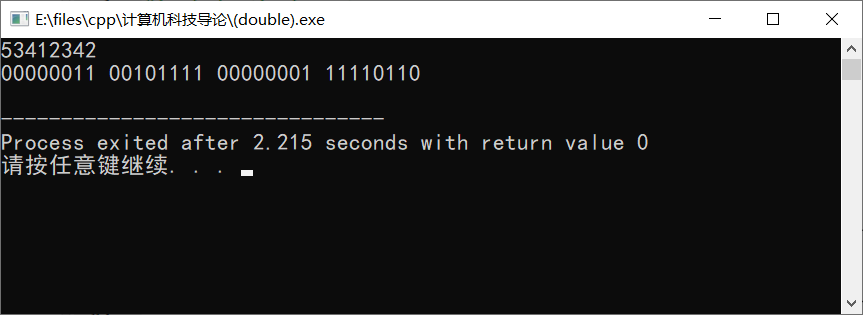 E:\files\cpp\计算机科技导论\(double).exe
53412342
00000011 00101111 00000001 11110110
--------------------------------
Process exited after 2.215 seconds with return value 0
请按任意键继续. . .